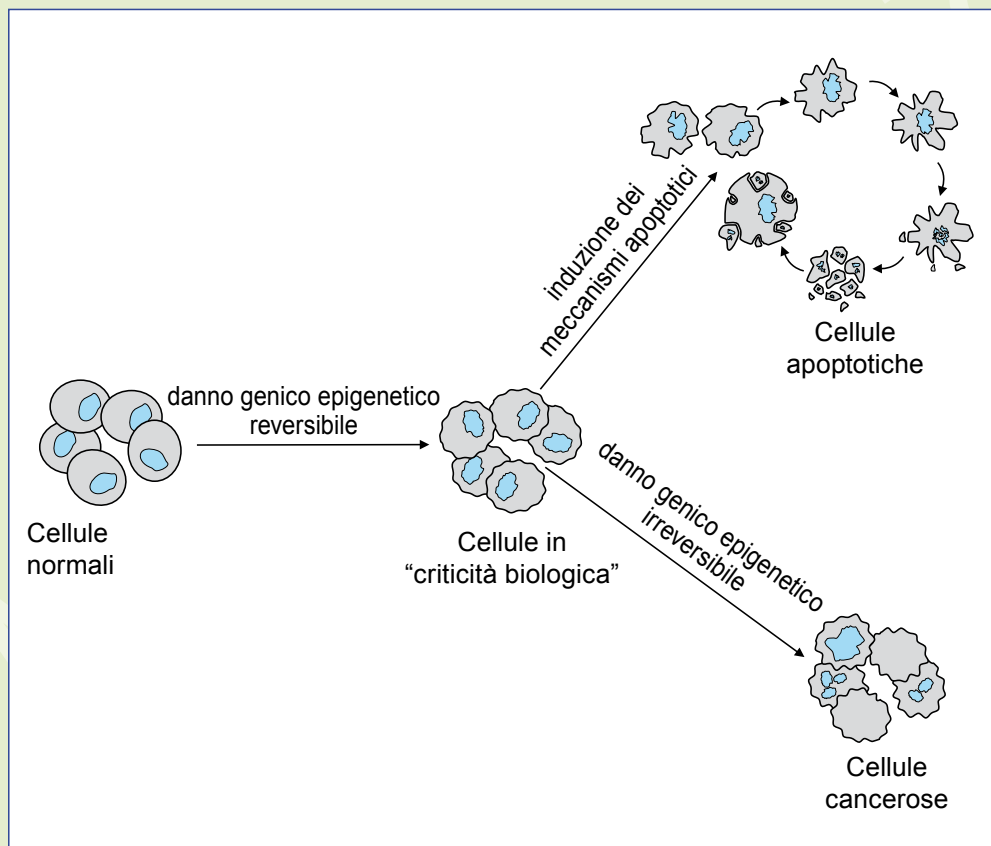 induzione dei
meccanismi apoptotici
Cellule
apoptotiche
danno genico epigenetico
reversibile
Cellule
normali
Cellule in
“criticità biologica”
danno genico epigenetico
irreversibile
Cellule
cancerose